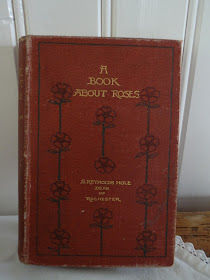 A
BOOK
ABOUT ROSES
S. REYNOLDS HOLE
DEAN
OF
ROCHESTER